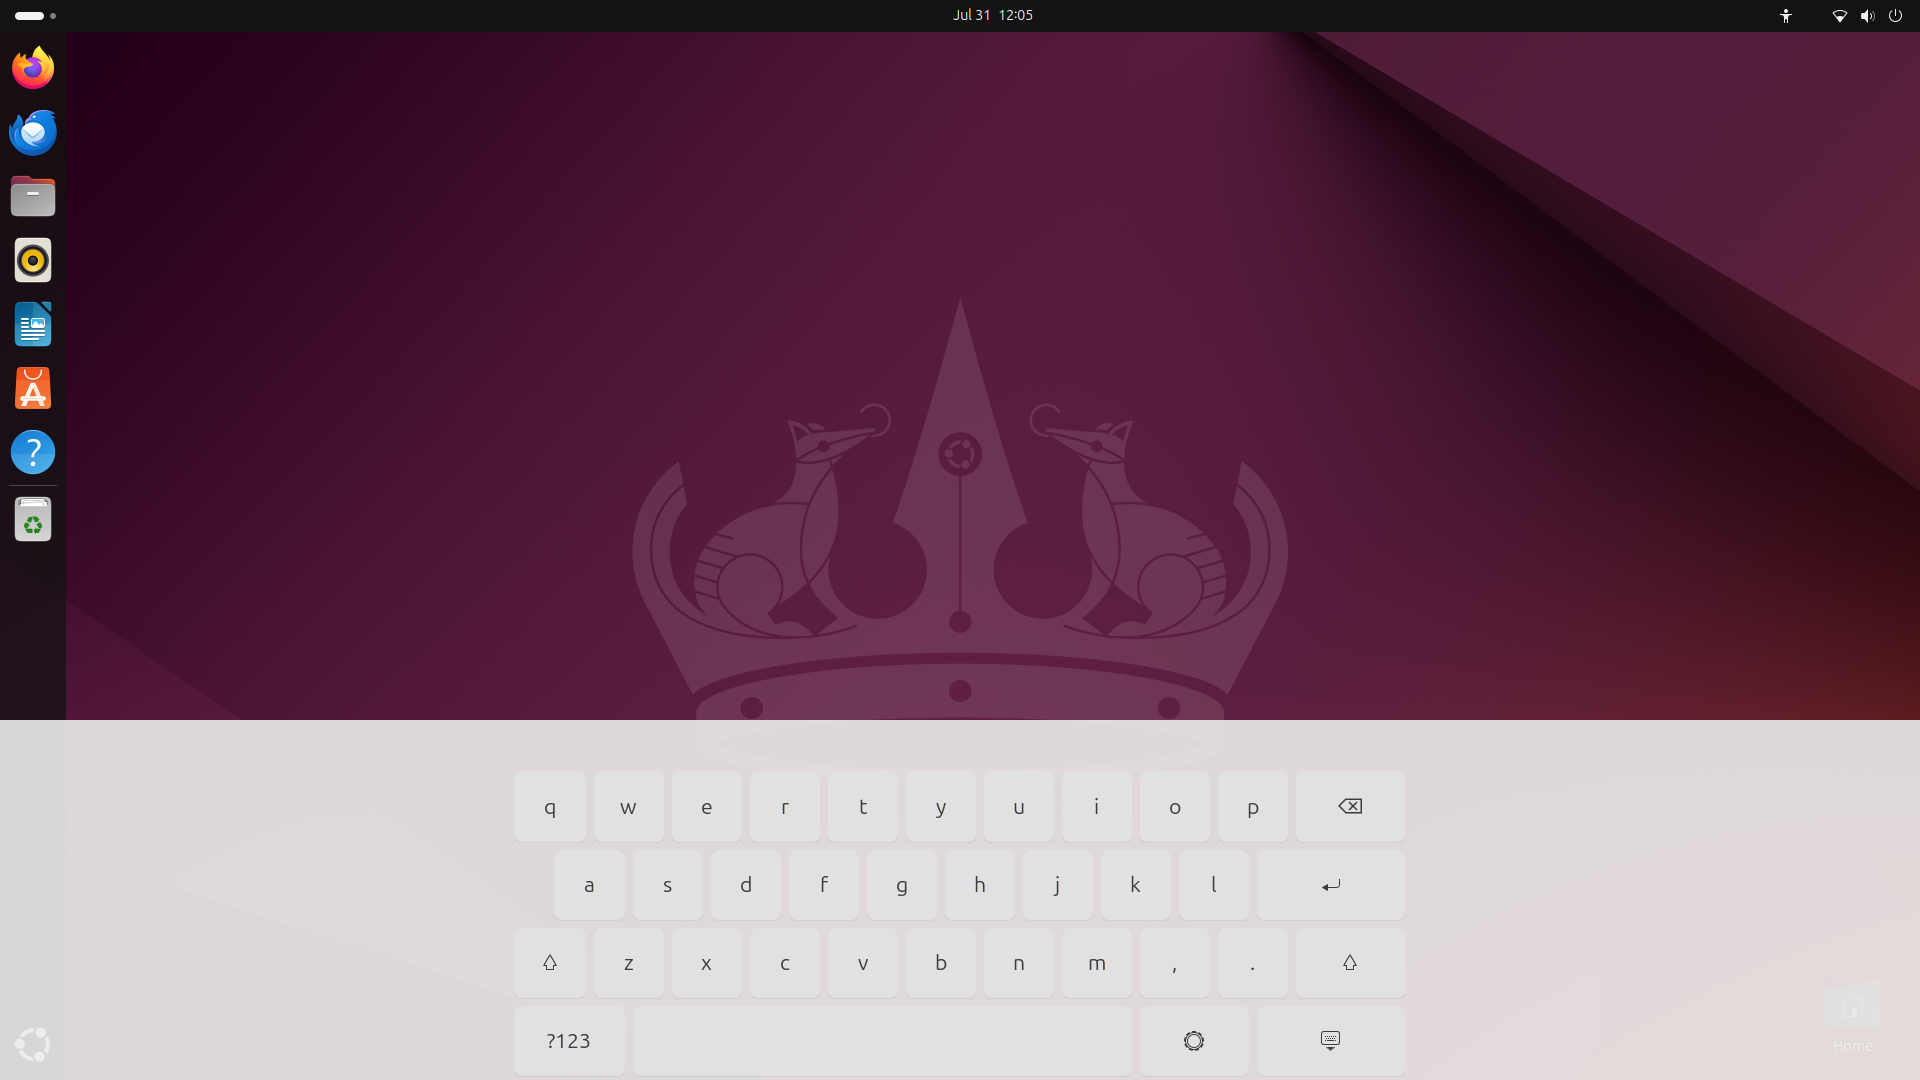 Jul 31 12:05
q w e r t y u i o p
a s d f g h j k l
z x c v b n m , .
?123
Home